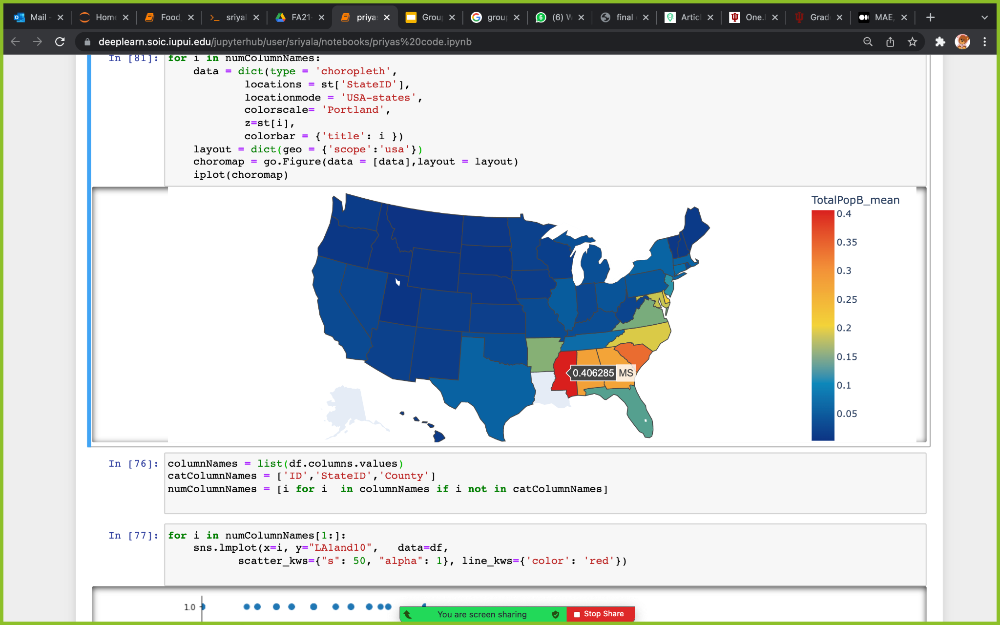 Mail -
Home
Food
sriyal
FA21-
priyas
Group
group
(6) W
final
Articl
One.I
Grad
MAE,
deeplearn.soic.iupui.edu/jupyterhub/user/sriyala/notebooks/priyas%20code.ipynb
In [81]: for i in numColumnNames:
data = dict(type = 'choropleth',
locations = st['StateID'],
locationmode = 'USA-states',
colorscale= 'Portland',
z=st[i],
colorbar = {'title': i })
layout = dict(geo = {'scope':'usa'})
choromap = go.Figure(data = [data],layout = layout)
iplot(choromap)
TotalPopB_mean
0.4
0.35
0.3
0.25
0.2
0.15
0.1
0.05
0.406285 MS
In [76]: columnNames = list(df.columns.values)
catColumnNames = ['ID','StateID','County']
numColumnNames = [i for i  in columnNames if i not in catColumnNames]
In [77]: for i in numColumnNames[1:]:
sns.lmplot(x=i, y="LA1and10",   data=df,
scatter_kws={"s": 50, "alpha": 1}, line_kws={'color': 'red'})
1.0
You are screen sharing
Stop Share